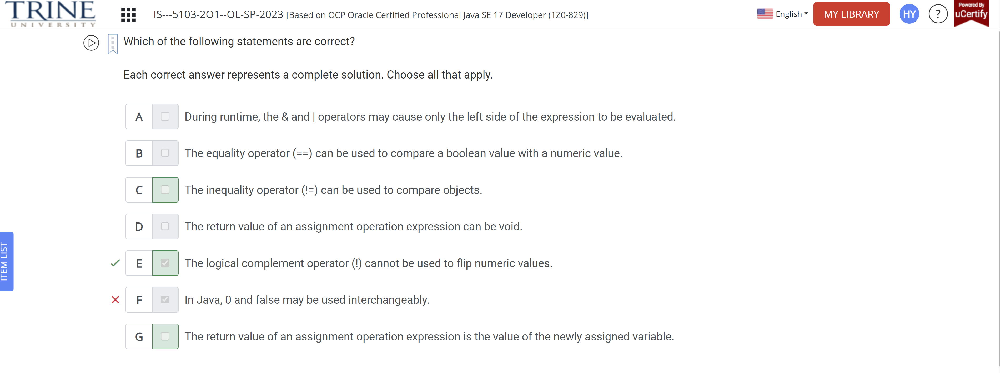 TRINE
UNIVERSITY
IS---5103-2O1--OL-SP-2023 [Based on OCP Oracle Certified Professional Java SE 17 Developer (1Z0-829)]
English
MY LIBRARY
HY
?
Powered By
uCertify
Which of the following statements are correct?
Each correct answer represents a complete solution. Choose all that apply.
A During runtime, the & and | operators may cause only the left side of the expression to be evaluated.
B The equality operator (==) can be used to compare a boolean value with a numeric value.
C The inequality operator (!=) can be used to compare objects.
D The return value of an assignment operation expression can be void.
E The logical complement operator (!) cannot be used to flip numeric values.
F In Java, 0 and false may be used interchangeably.
G The return value of an assignment operation expression is the value of the newly assigned variable.
ITEM LIST